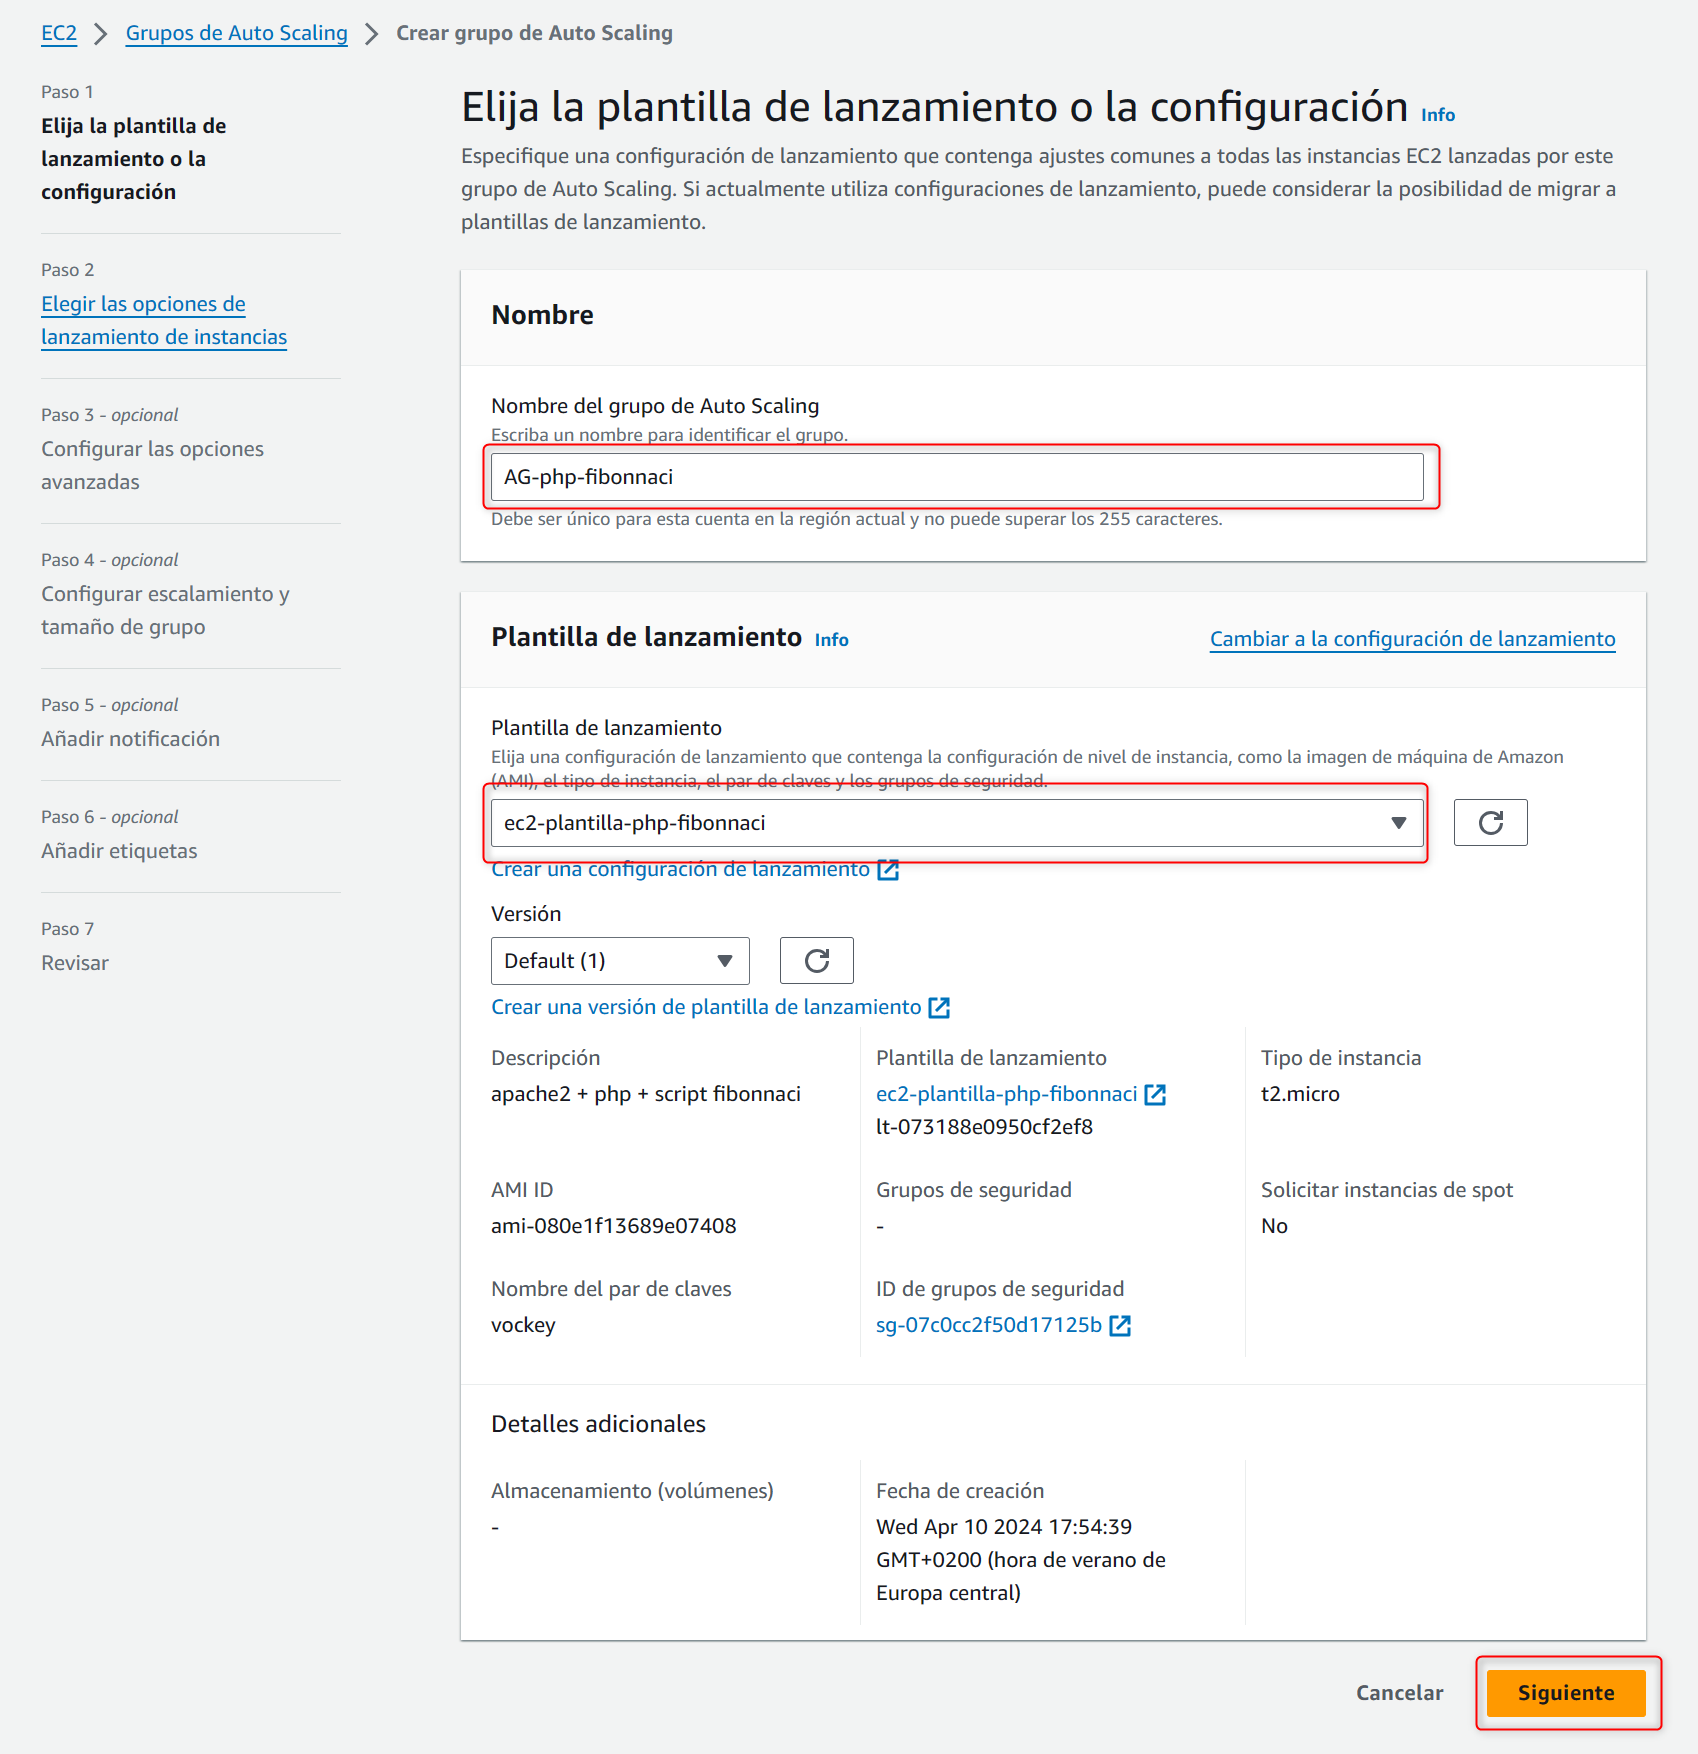 EC2 > Grupos de Auto Scaling > Crear grupo de Auto Scaling
Paso 1
Elija la plantilla de
lanzamiento o la
configuración
Paso 2
Elegir las opciones de
lanzamiento de instancias
Paso 3 - opcional
Configurar las opciones
avanzadas
Paso 4 - opcional
Configurar escalamiento y
tamaño de grupo
Paso 5 - opcional
Añadir notificación
Paso 6 - opcional
Añadir etiquetas
Paso 7
Revisar
Elija la plantilla de lanzamiento o la configuración Info
Especifique una configuración de lanzamiento que contenga ajustes comunes a todas las instancias EC2 lanzadas por este
grupo de Auto Scaling. Si actualmente utiliza configuraciones de lanzamiento, puede considerar la posibilidad de migrar a
plantillas de lanzamiento.
Nombre
Nombre del grupo de Auto Scaling
Escriba un nombre para identificar el grupo.
AG-php-fibonnaci
Debe ser único para esta cuenta en la región actual y no puede superar los 255 caracteres.
Plantilla de lanzamiento Info
Cambiar a la configuración de lanzamiento
Plantilla de lanzamiento
Elija una configuración de lanzamiento que contenga la configuración de nivel de instancia, como la imagen de máquina de Amazon
(AMI), el tipo de instancia, el par de claves y los grupos de seguridad.
ec2-plantilla-php-fibonnaci
Crear una configuración de lanzamiento
Versión
Default (1)
Crear una versión de plantilla de lanzamiento
Descripción
apache2 + php + script fibonnaci
Plantilla de lanzamiento
ec2-plantilla-php-fibonnaci
lt-073188e0950cf2ef8
Tipo de instancia
t2.micro
AMI ID
ami-080e1f13689e07408
Grupos de seguridad
-
Solicitar instancias de spot
No
Nombre del par de claves
vockey
ID de grupos de seguridad
sg-07c0cc2f50d17125b
Detalles adicionales
Almacenamiento (volúmenes)
-
Fecha de creación
Wed Apr 10 2024 17:54:39
GMT+0200 (hora de verano de
Europa central)
Cancelar
Siguiente